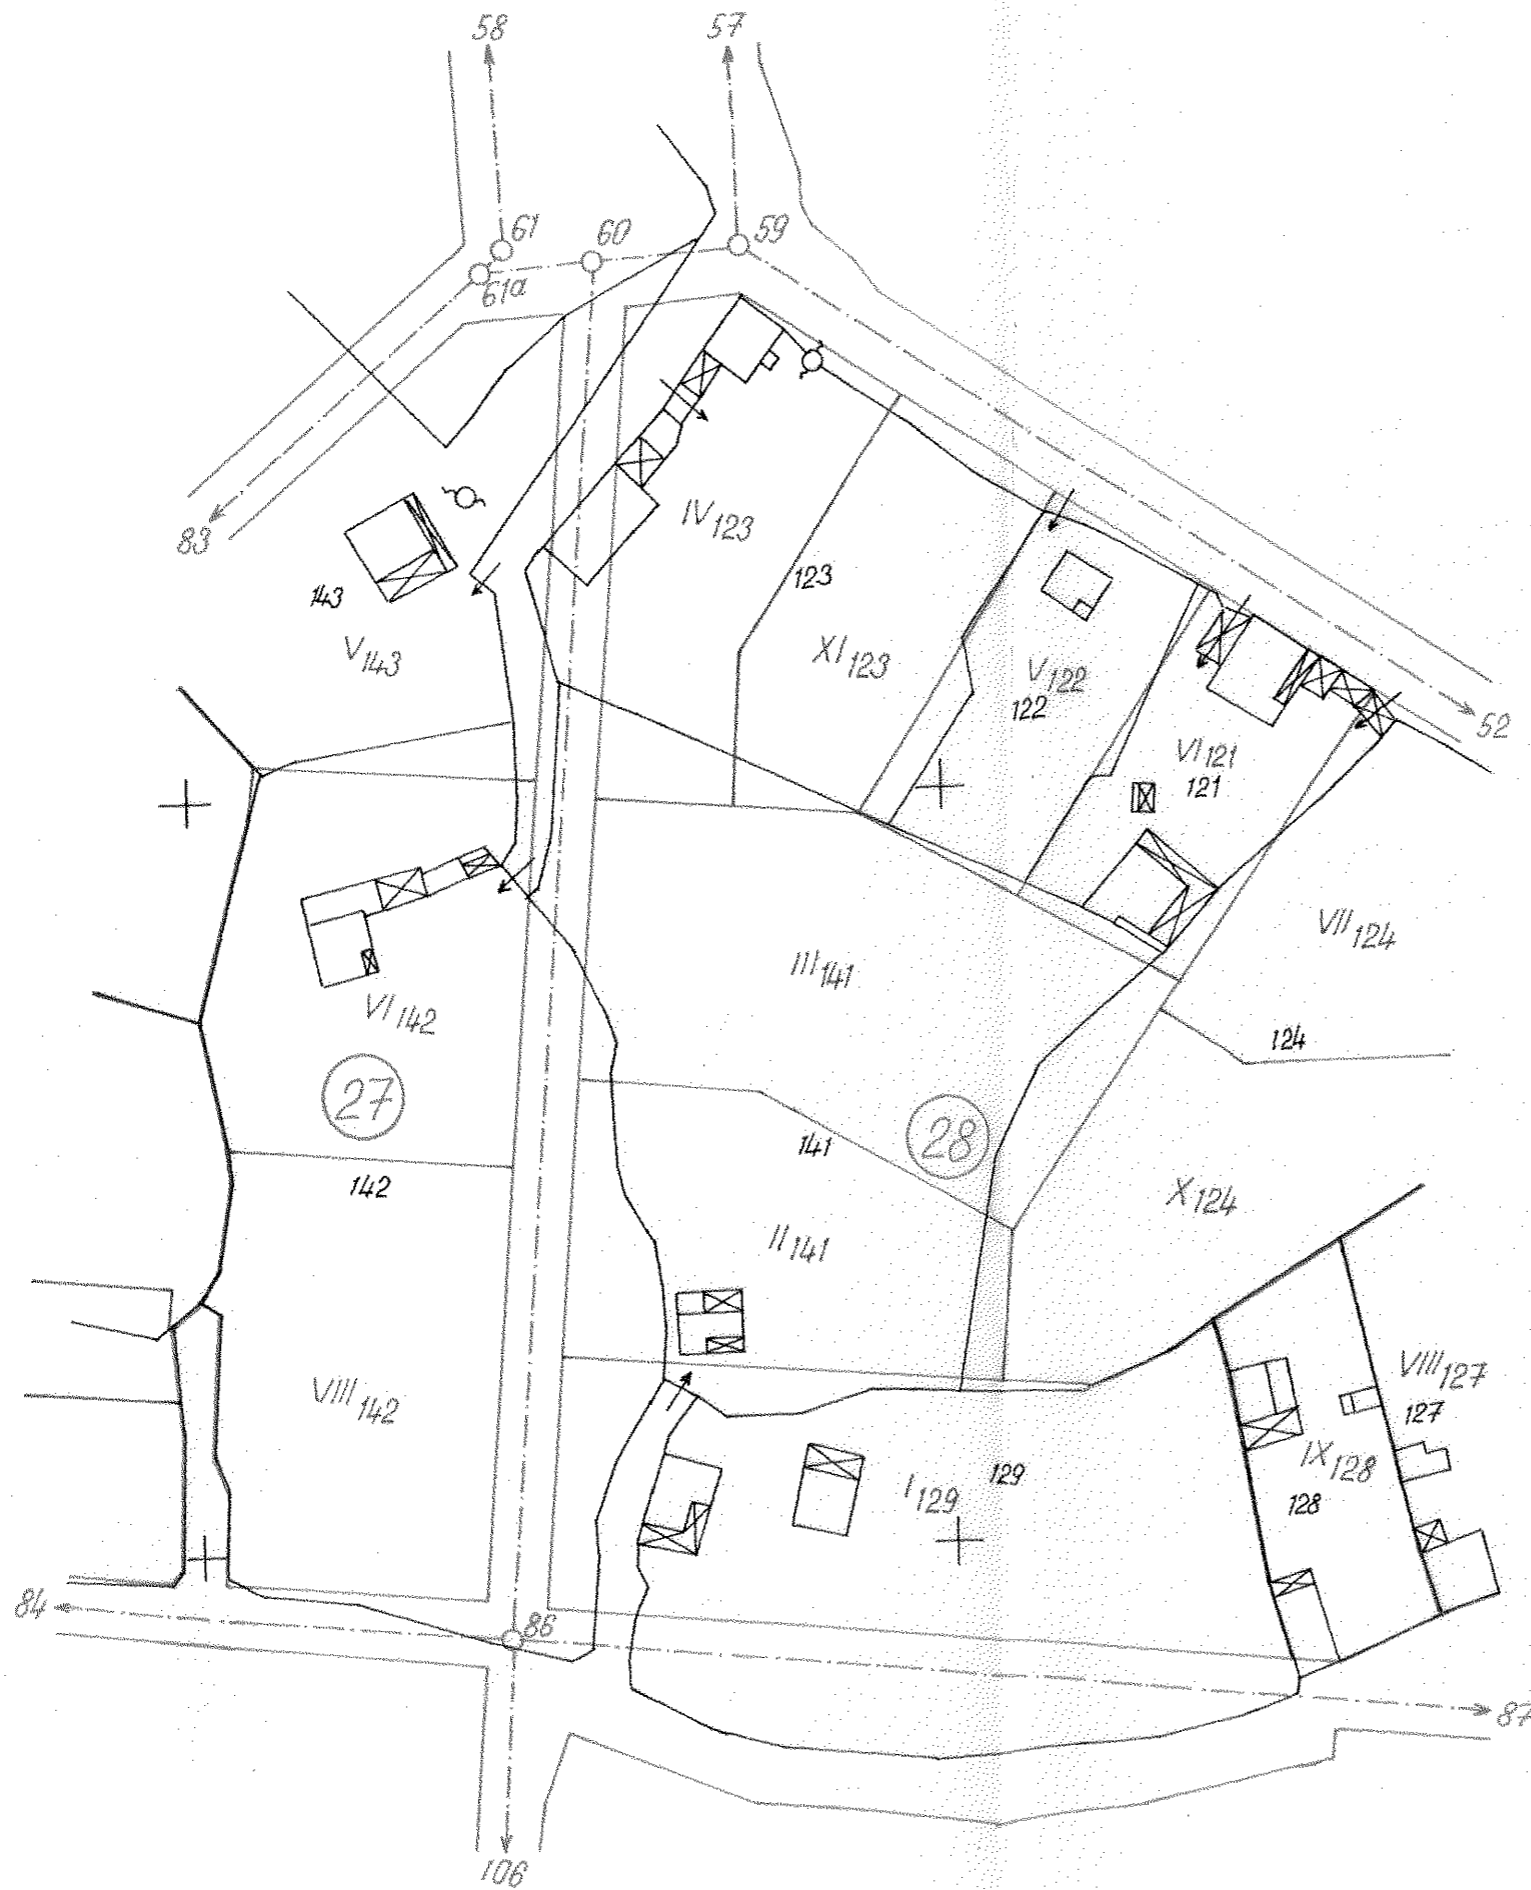 58
57
61
60
59
61a
83
IV 123
123
143
V 143
XI 123
V 122
122
52
VI 121
121
VII 124
III 141
VI 142
124
27
28
141
142
X 124
II 141
VIII 142
VIII 127
127
IX 128
128
I 129
129
84
86
87
106